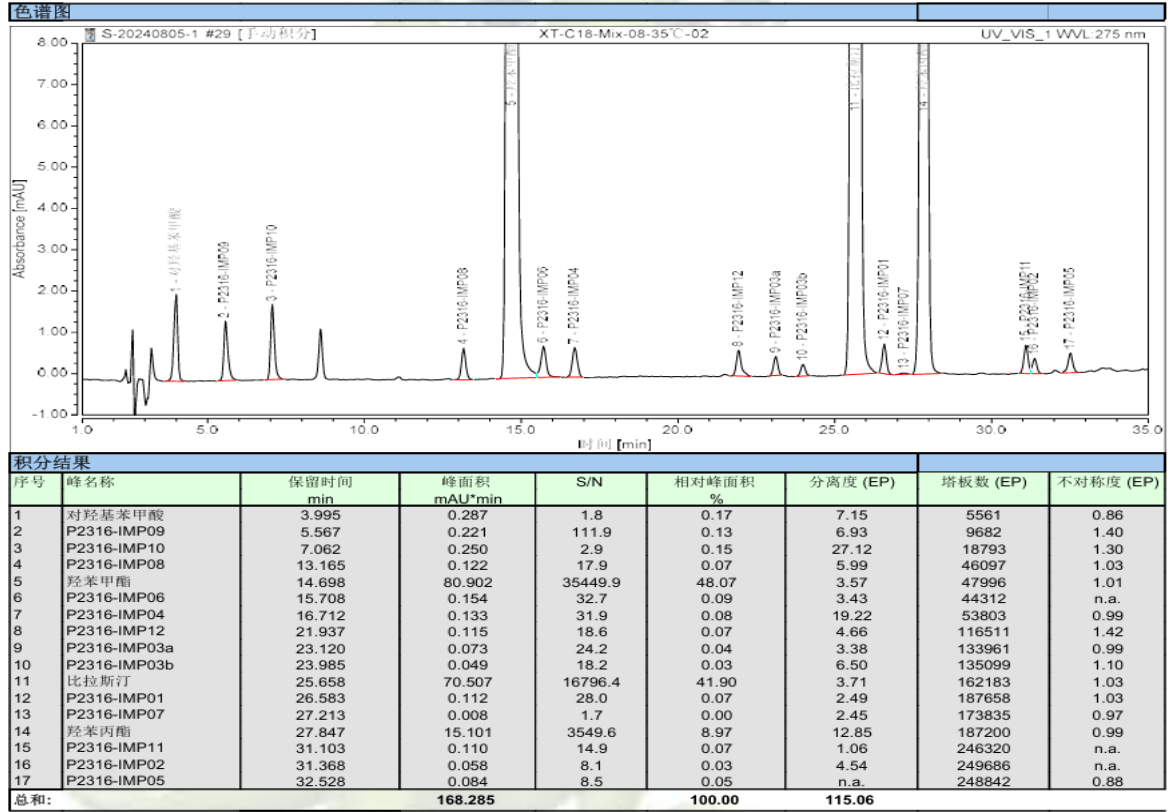 色谱图
S-20240805-1 #29 [手动积分] XT-C18-Mix-08-35℃-02 UV_VIS_1 WVL:275 nm
Absorbance [mAU]
8.00
7.00
6.00
5.00
4.00
3.00
2.00
1.00
0.00
-1.00
1 - 对羟基苯甲酸
2 - P2316-IMP09
3 - P2316-IMP10
4 - P2316-IMP08
5 - 羟苯甲酯
6 - P2316-IMP06
7 - P2316-IMP04
8 - P2316-IMP12
9 - P2316-IMP03a
10 - P2316-IMP03b
11 - 比拉斯汀
12 - P2316-IMP01
13 - P2316-IMP07
14 - 羟苯丙酯
15 - P2316-IMP11
16 - P2316-IMP02
17 - P2316-IMP05
1.0 5.0 10.0 15.0 20.0 25.0 30.0 35.0
时间 [min]
积分结果
序号 峰名称 保留时间 峰面积 S/N 相对峰面积 分离度 (EP) 塔板数 (EP) 不对称度 (EP)
min mAU*min %
1 对羟基苯甲酸 3.995 0.287 1.8 0.17 7.15 5561 0.86
2 P2316-IMP09 5.567 0.221 111.9 0.13 6.93 9682 1.40
3 P2316-IMP10 7.062 0.250 2.9 0.15 27.12 18793 1.30
4 P2316-IMP08 13.165 0.122 17.9 0.07 5.99 46097 1.03
5 羟苯甲酯 14.698 80.902 35449.9 48.07 3.57 47996 1.01
6 P2316-IMP06 15.708 0.154 32.7 0.09 3.43 44312 n.a.
7 P2316-IMP04 16.712 0.133 31.9 0.08 19.22 53803 0.99
8 P2316-IMP12 21.937 0.115 18.6 0.07 4.66 116511 1.42
9 P2316-IMP03a 23.120 0.073 24.2 0.04 3.38 133961 0.99
10 P2316-IMP03b 23.985 0.049 18.2 0.03 6.50 135099 1.10
11 比拉斯汀 25.658 70.507 16796.4 41.90 3.71 162183 1.03
12 P2316-IMP01 26.583 0.112 28.0 0.07 2.49 187658 1.03
13 P2316-IMP07 27.213 0.008 1.7 0.00 2.45 173835 0.97
14 羟苯丙酯 27.847 15.101 3549.6 8.97 12.85 187200 0.99
15 P2316-IMP11 31.103 0.110 14.9 0.07 1.06 246320 n.a.
16 P2316-IMP02 31.368 0.058 8.1 0.03 4.54 249686 n.a.
17 P2316-IMP05 32.528 0.084 8.5 0.05 n.a. 248842 0.88
总和: 168.285 100.00 115.06